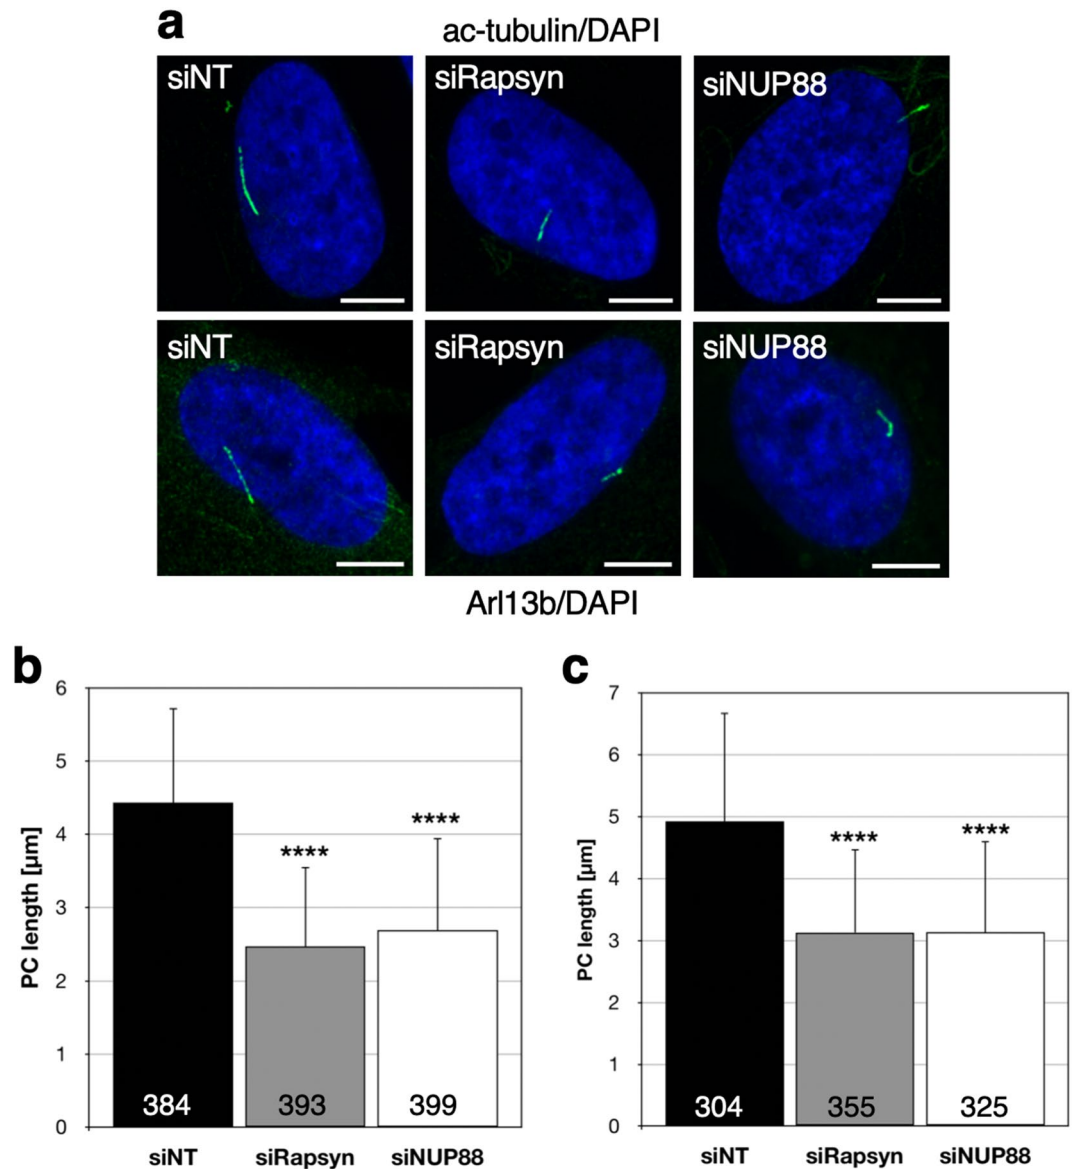 a
ac-tubulin/DAPI
siNT
siRapsyn
siNUP88
siNT
siRapsyn
siNUP88
Arl13b/DAPI
b
PC length [µm]
6
5
4
3
2
1
0
****
****
384
393
399
siNT
siRapsyn
siNUP88
c
PC length [µm]
7
6
5
4
3
2
1
0
****
****
304
355
325
siNT
siRapsyn
siNUP88